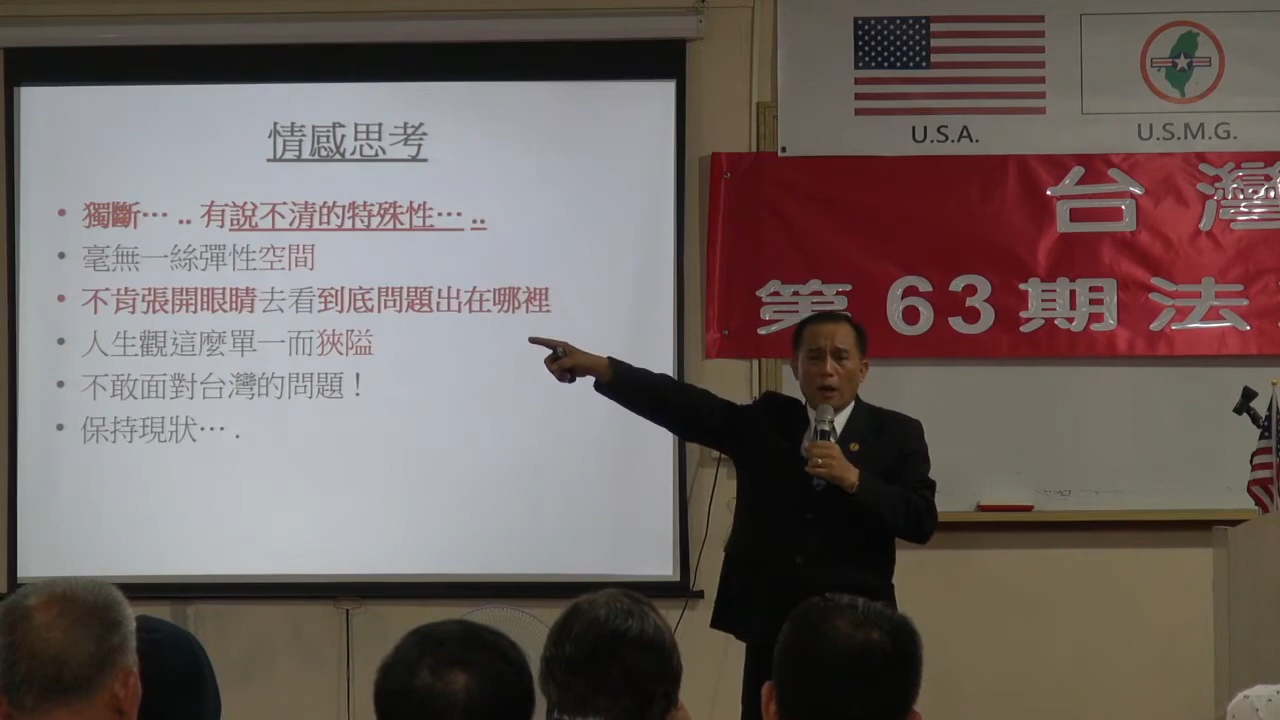 情感思考
• 獨斷… .. 有說不清的特殊性… ..
• 毫無一絲彈性空間
• 不肯張開眼睛去看到底問題出在哪裡
• 人生觀這麼單一而狹隘
• 不敢面對台灣的問題！
• 保持現狀… .
U.S.A.
U.S.M.G.
台灣
第63期法